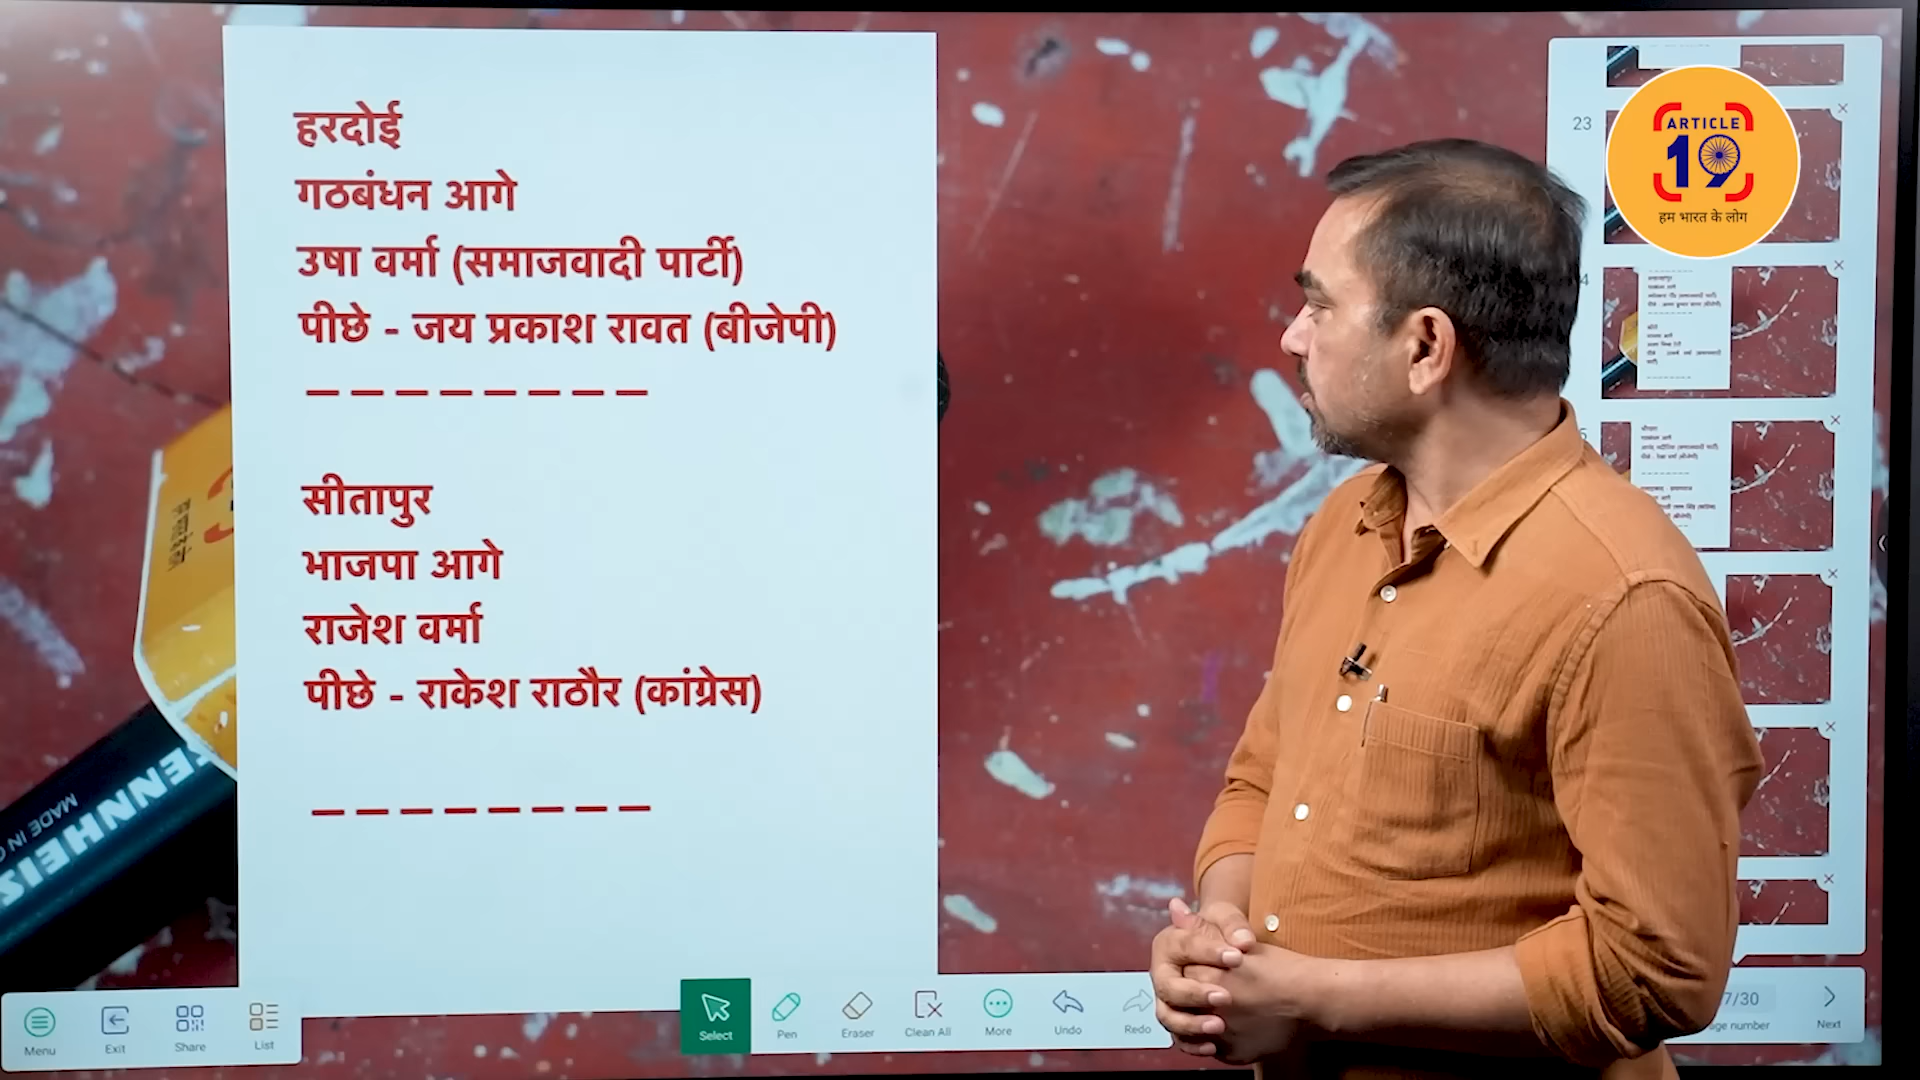 हरदोई
गठबंधन आगे
उषा वर्मा (समाजवादी पार्टी)
पीछे - जय प्रकाश रावत (बीजेपी)
– – – – – – – –
सीतापुर
भाजपा आगे
राजेश वर्मा
पीछे - राकेश राठौर (कांग्रेस)
– – – – – – – –
ARTICLE
19
हम भारत के लोग
23
MADE IN
Menu
Exit
Share
List
Select
Pen
Eraser
Clean All
More
Undo
Redo
7/30
Next